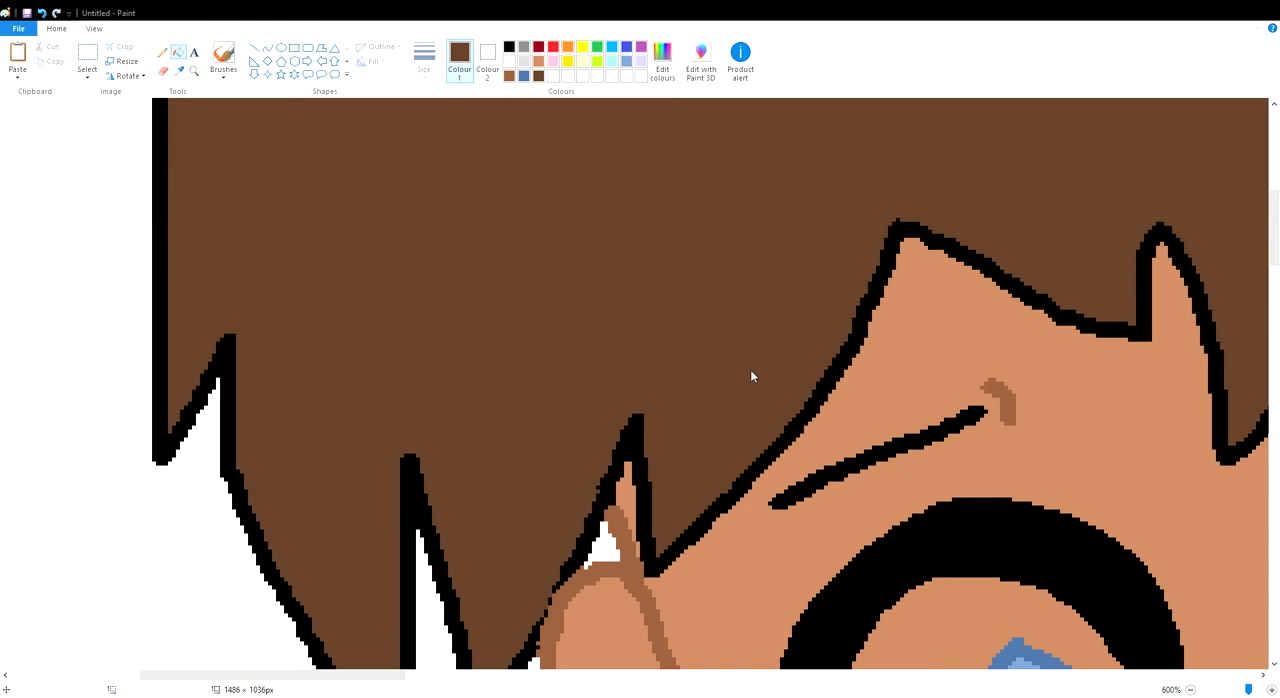 Untitled - Paint
File Home View
Paste
Cut
Copy
Clipboard
Select
Crop
Resize
Rotate
Image
A
Tools
Brushes
Outline
Fill
Shapes
Size
Colour 1
Colour 2
Edit colours
Edit with Paint 3D
Product alert
Colours
1486 × 1036px
600%